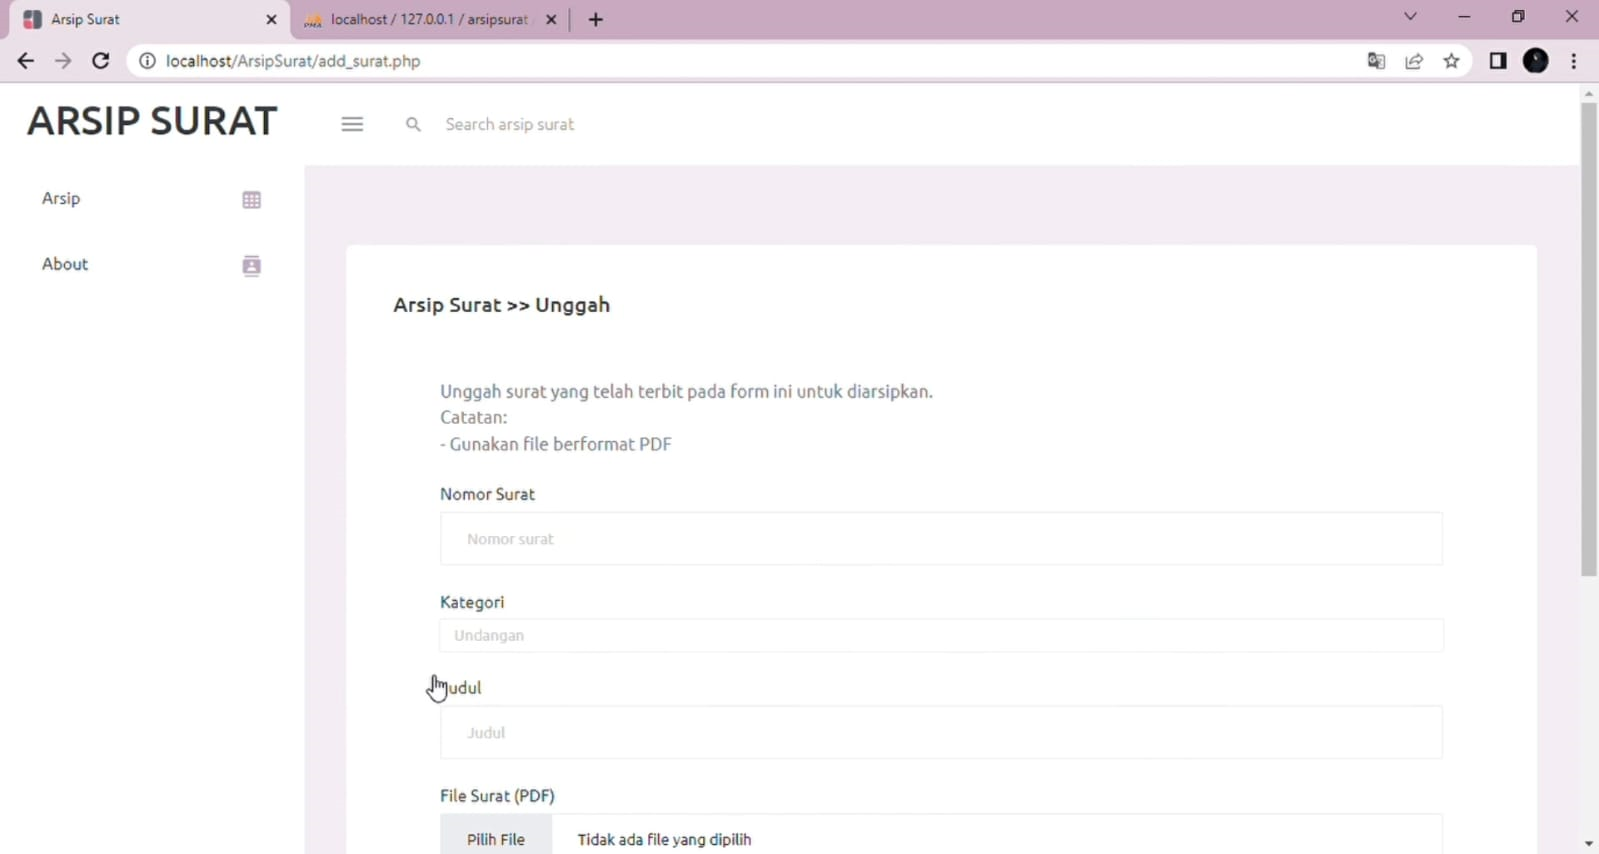 Arsip Surat
localhost / 127.0.0.1 / arsipsurat
localhost/ArsipSurat/add_surat.php
ARSIP SURAT
Search arsip surat
Arsip
About
Arsip Surat >> Unggah
Unggah surat yang telah terbit pada form ini untuk diarsipkan.
Catatan:
- Gunakan file berformat PDF
Nomor Surat
Nomor surat
Kategori
Undangan
udul
Judul
File Surat (PDF)
Pilih File
Tidak ada file yang dipilih